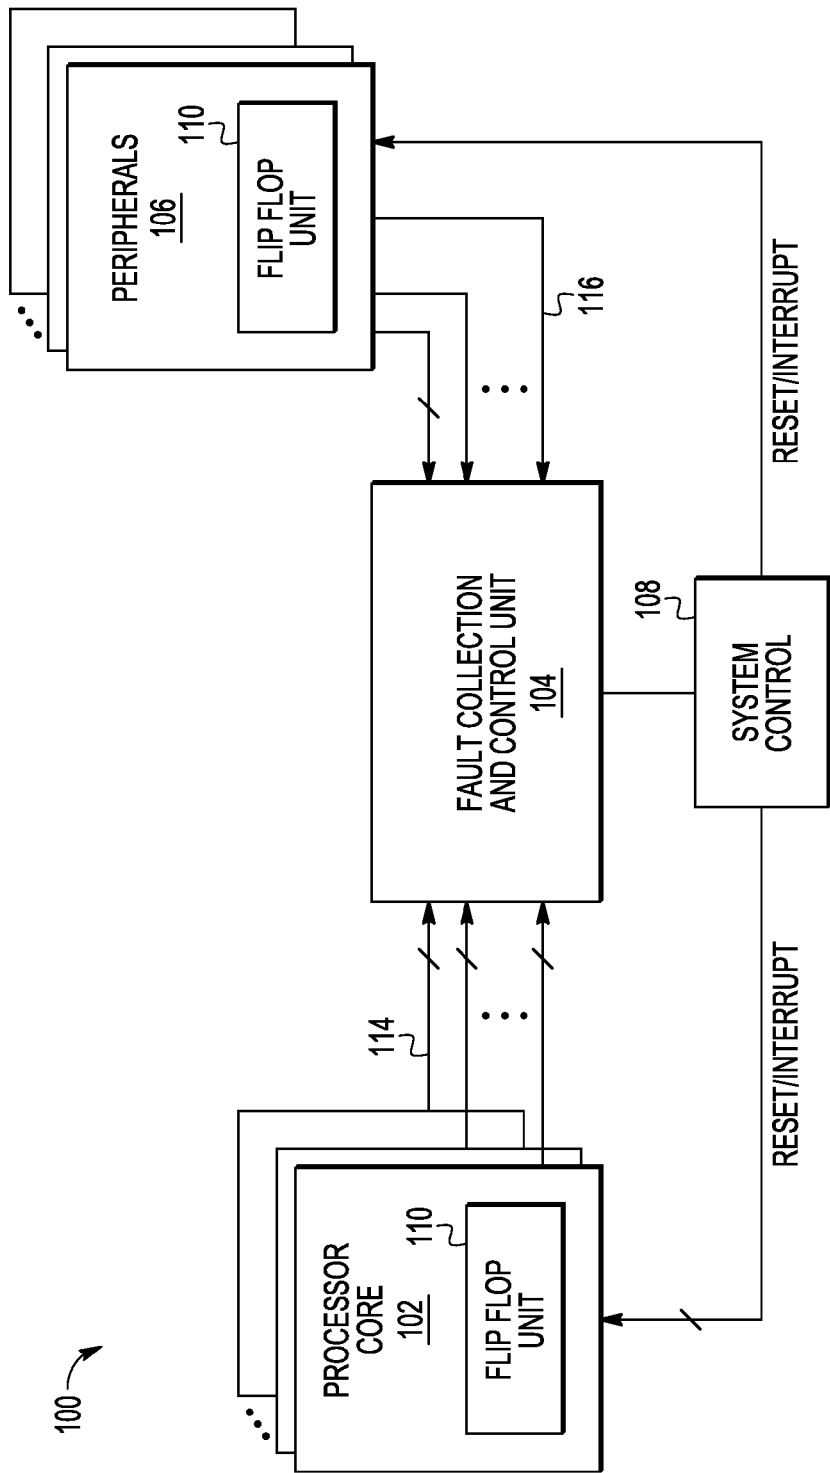 100
PROCESSOR
CORE
102
110
FLIP FLOP
UNIT
114
FAULT COLLECTION
AND CONTROL UNIT
104
PERIPHERALS
106
110
FLIP FLOP
UNIT
116
108
SYSTEM
CONTROL
RESET/INTERRUPT
RESET/INTERRUPT